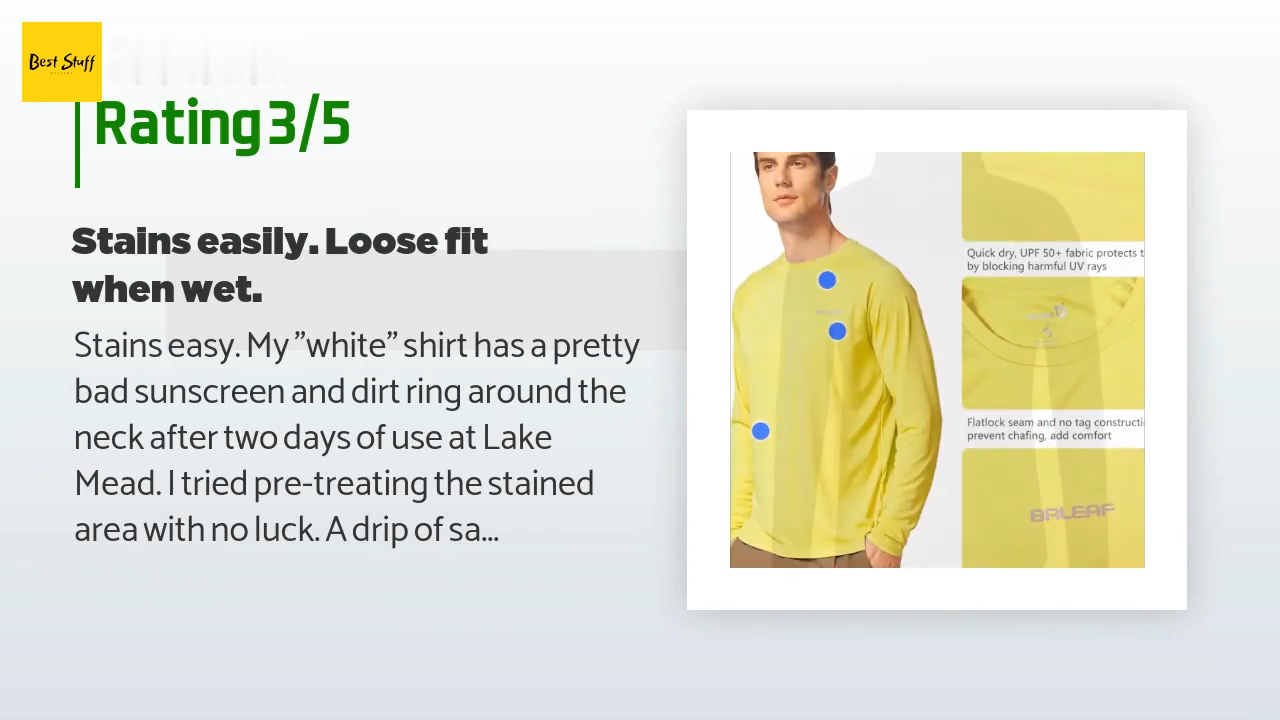 Best Stuff
Rating 3/5
Stains easily. Loose fit
when wet.
Stains easy. My ”white” shirt has a pretty
bad sunscreen and dirt ring around the
neck after two days of use at Lake
Mead. I tried pre-treating the stained
area with no luck. A drip of sa...
Quick dry, UPF 50+ fabric protects t
by blocking harmful UV rays
Flatlock seam and no tag constructi
prevent chafing, add comfort
BALEAF